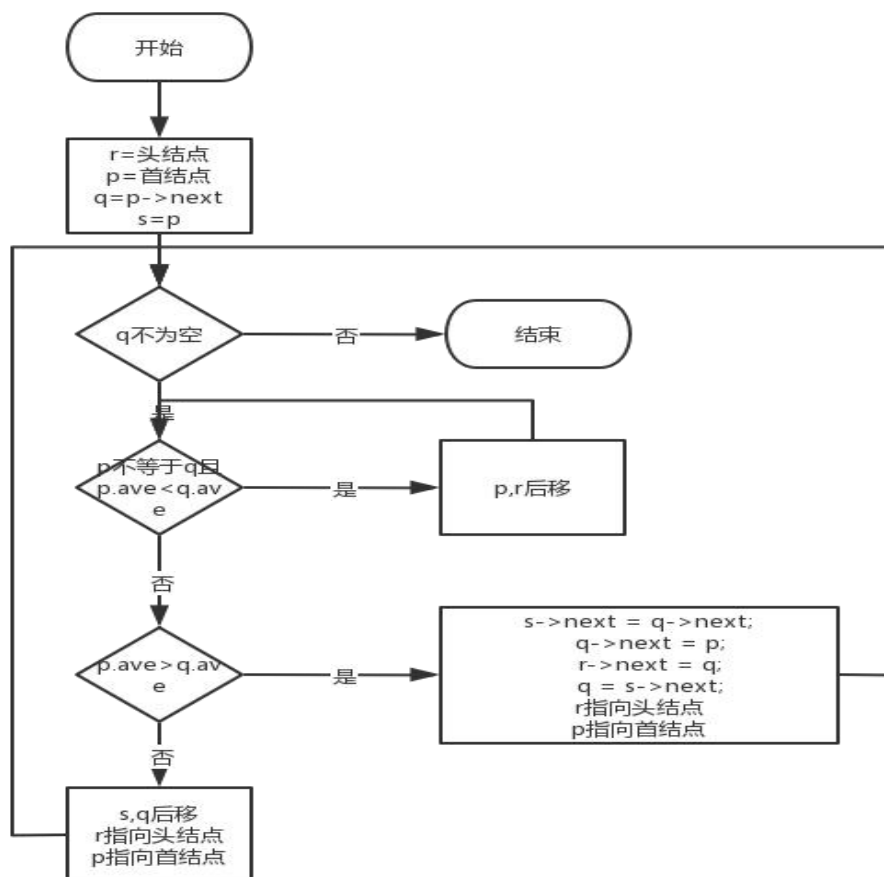 开始
r=头结点
p=首结点
q=p->next
s=p
q不为空
否
结束
是
p不等于q且
p.ave<q.av
e
是
p,r后移
否
p.ave>q.av
e
是
s->next = q->next;
q->next = p;
r->next = q;
q = s->next;
r指向头结点
p指向首结点
否
s,q后移
r指向头结点
p指向首结点